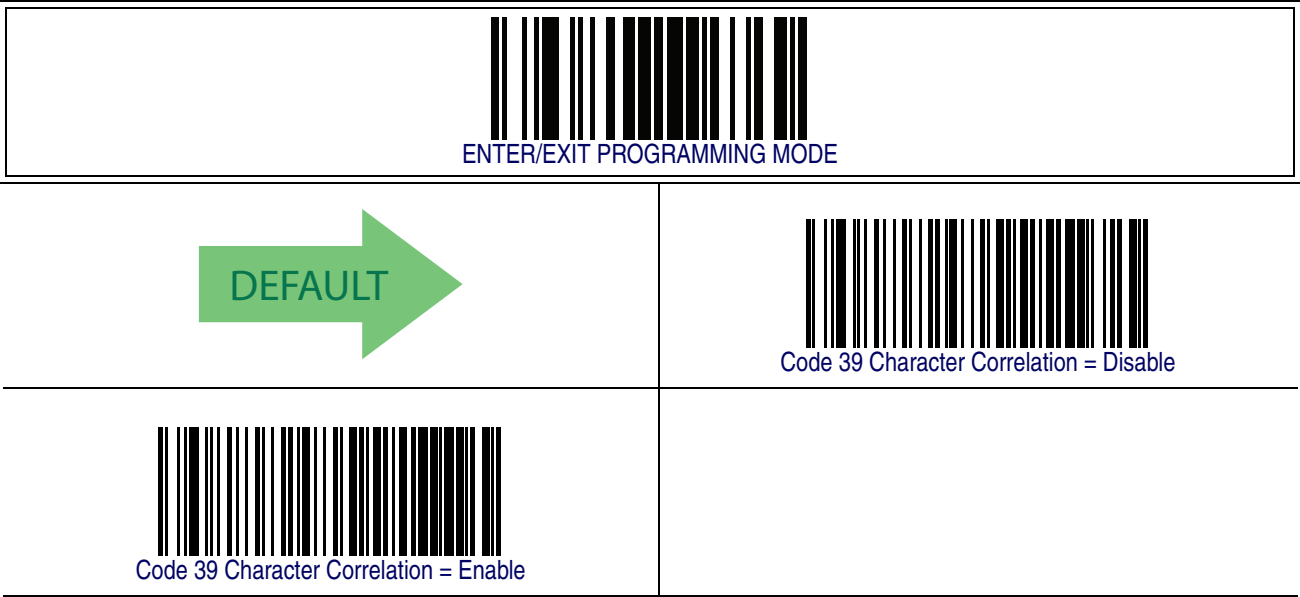 ENTER/EXIT PROGRAMMING MODE
DEFAULT
Code 39 Character Correlation = Disable
Code 39 Character Correlation = Enable